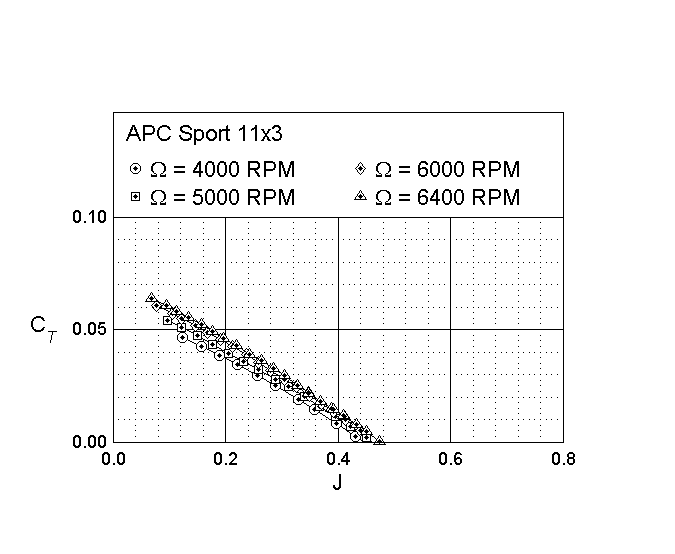 APC Sport 11x3
Ω = 4000 RPM
Ω = 6000 RPM
Ω = 5000 RPM
Ω = 6400 RPM
0.10
0.05
C_T
0.00
0.0 0.2 0.4 0.6 0.8
J